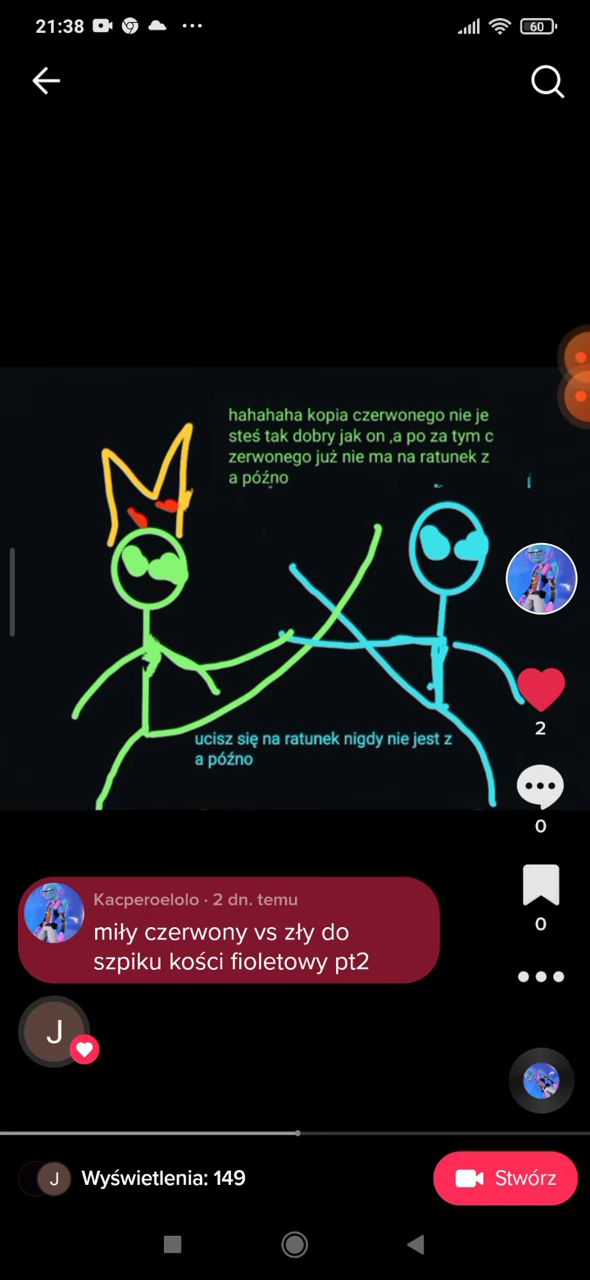 21:38
60
hahahaha kopia czerwonego nie je
steś tak dobry jak on ,a po za tym c
zerwonego już nie ma na ratunek z
a późno
ucisz się na ratunek nigdy nie jest z
a późno
2
0
0
Kacperoelolo · 2 dn. temu
miły czerwony vs zły do
szpiku kości fioletowy pt2
J
J
Wyświetlenia: 149
Stwórz